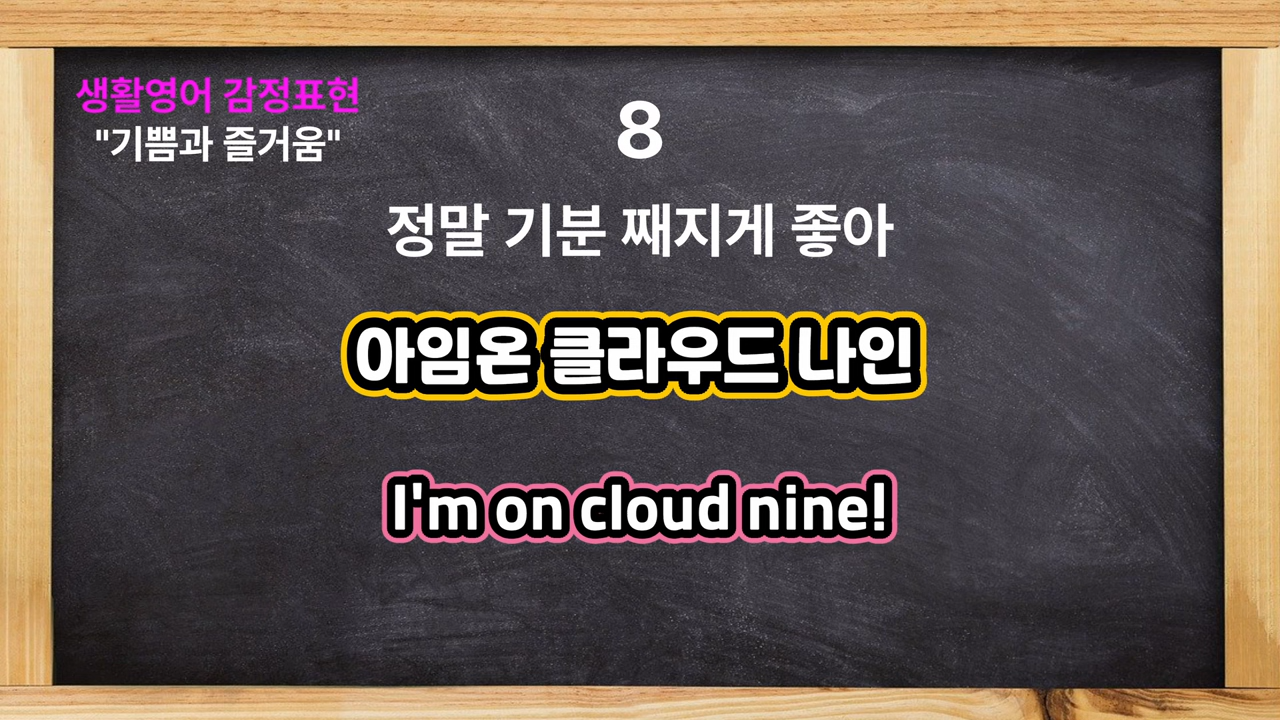 생활영어 감정표현
"기쁨과 즐거움"
8
정말 기분 째지게 좋아
아임온 클라우드 나인
I'm on cloud nine!